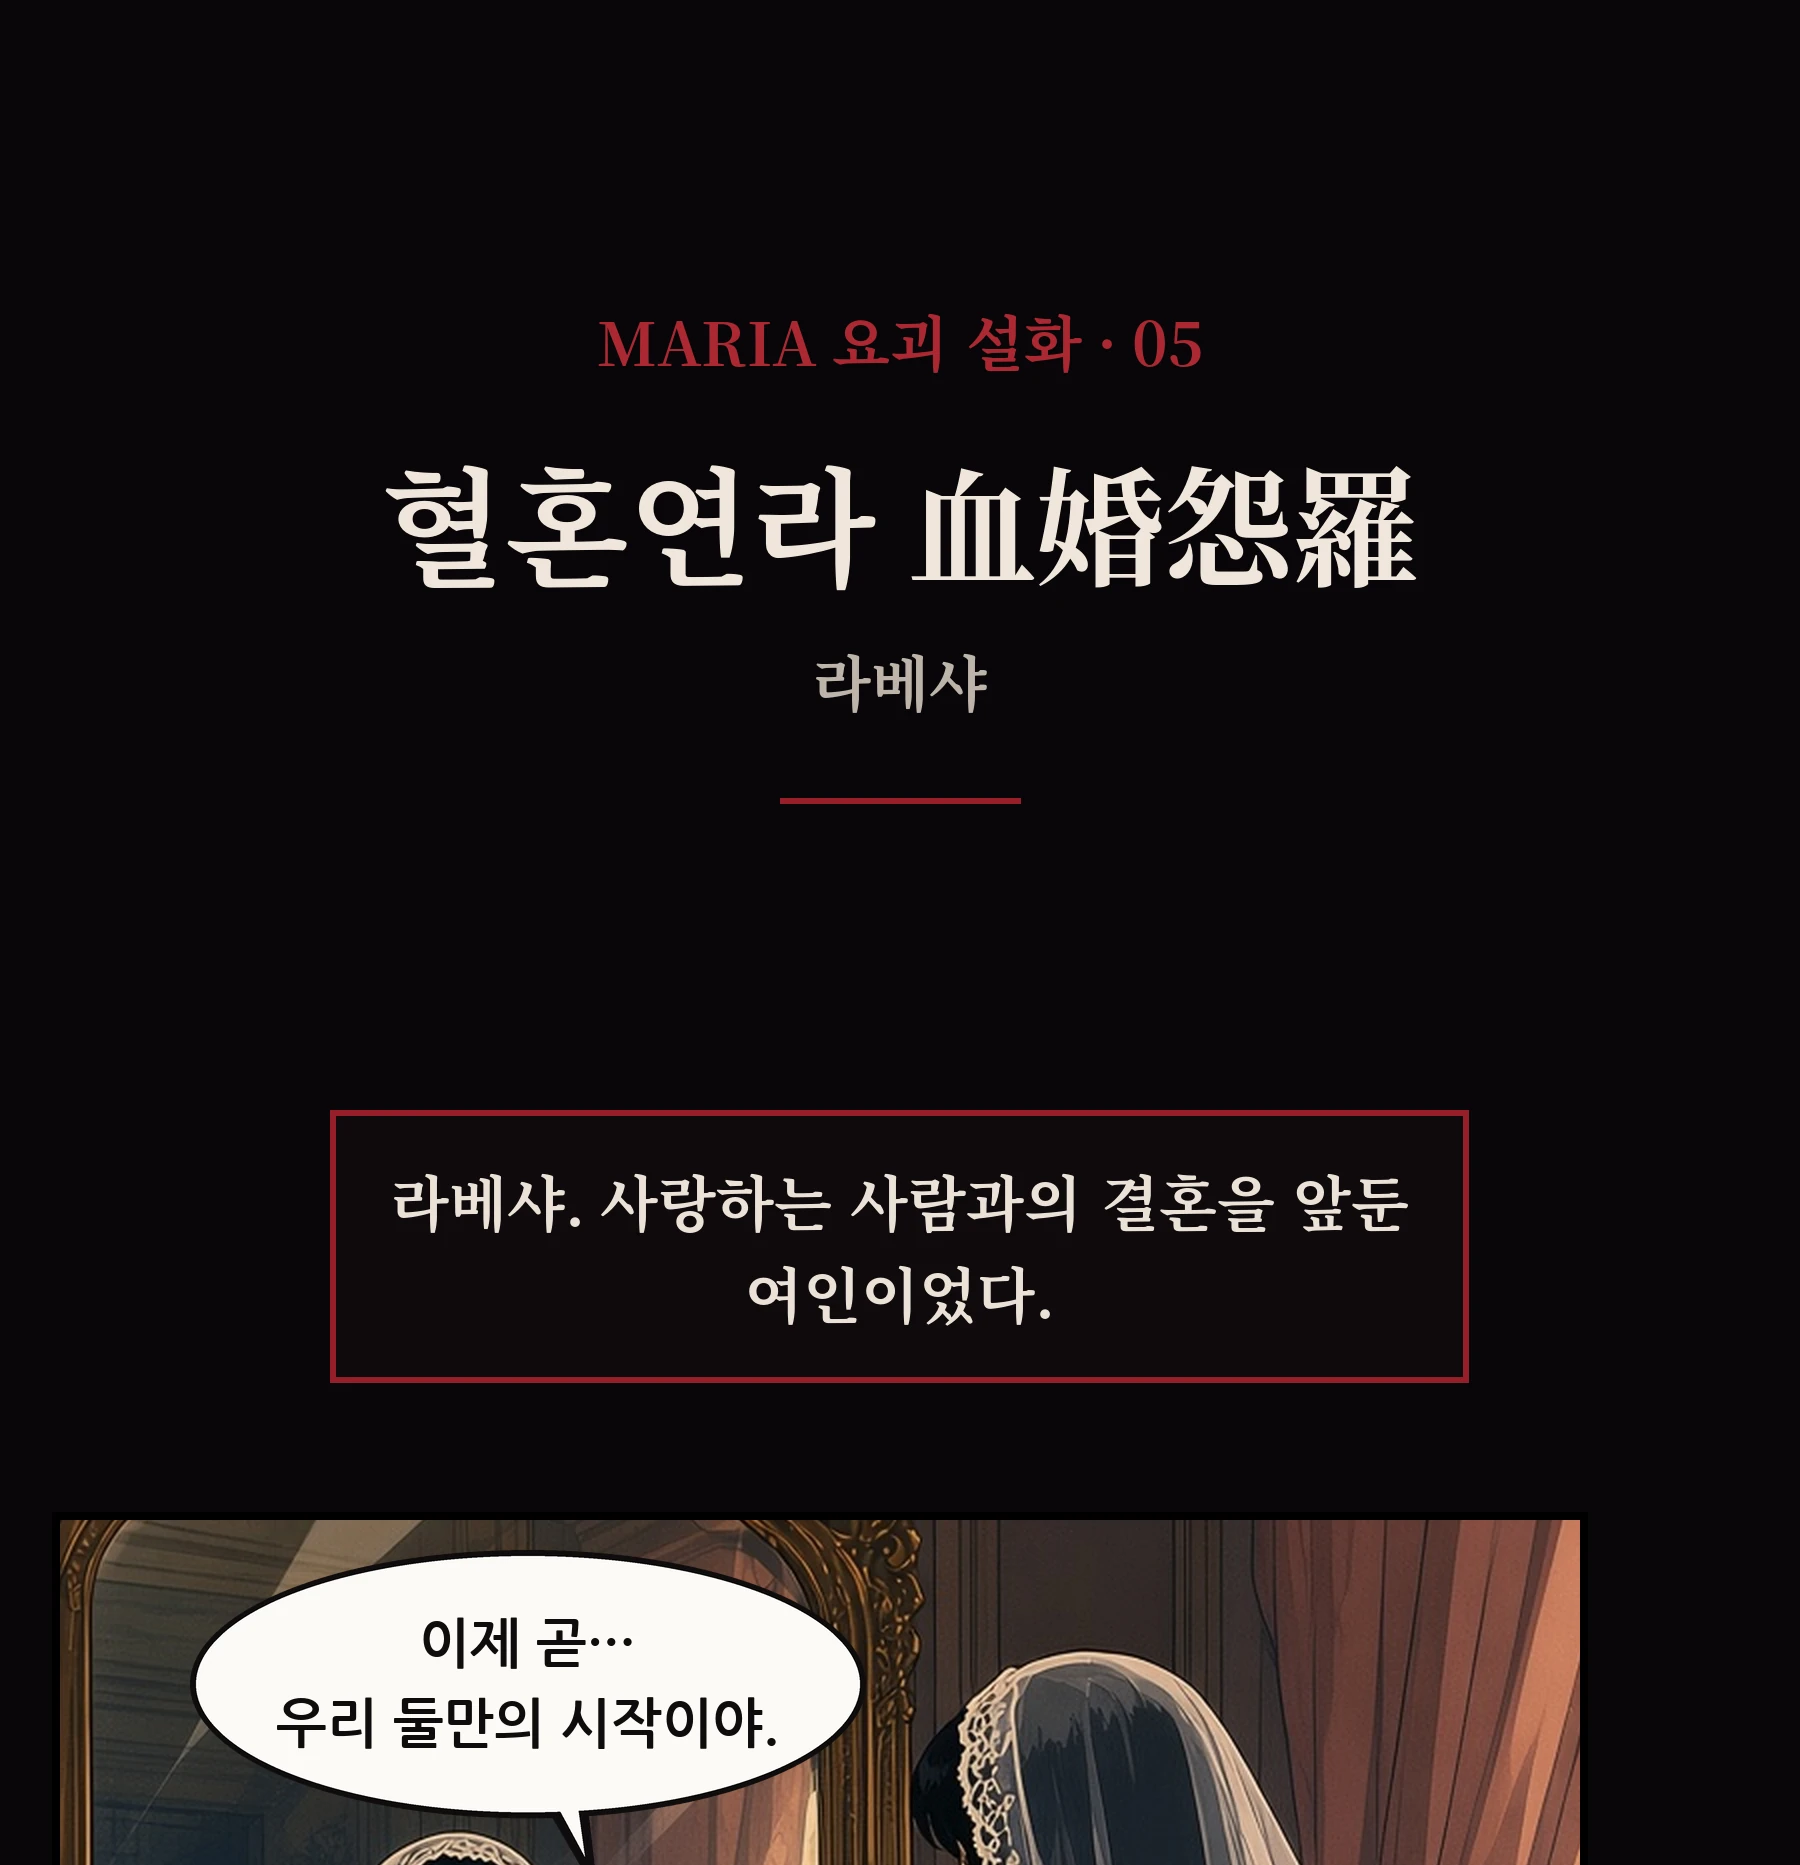 MARIA 요괴 설화 · 05
혈혼연라 血婚怨羅
라베샤
라베샤. 사랑하는 사람과의 결혼을 앞둔
여인이었다.
이제 곧…
우리 둘만의 시작이야.